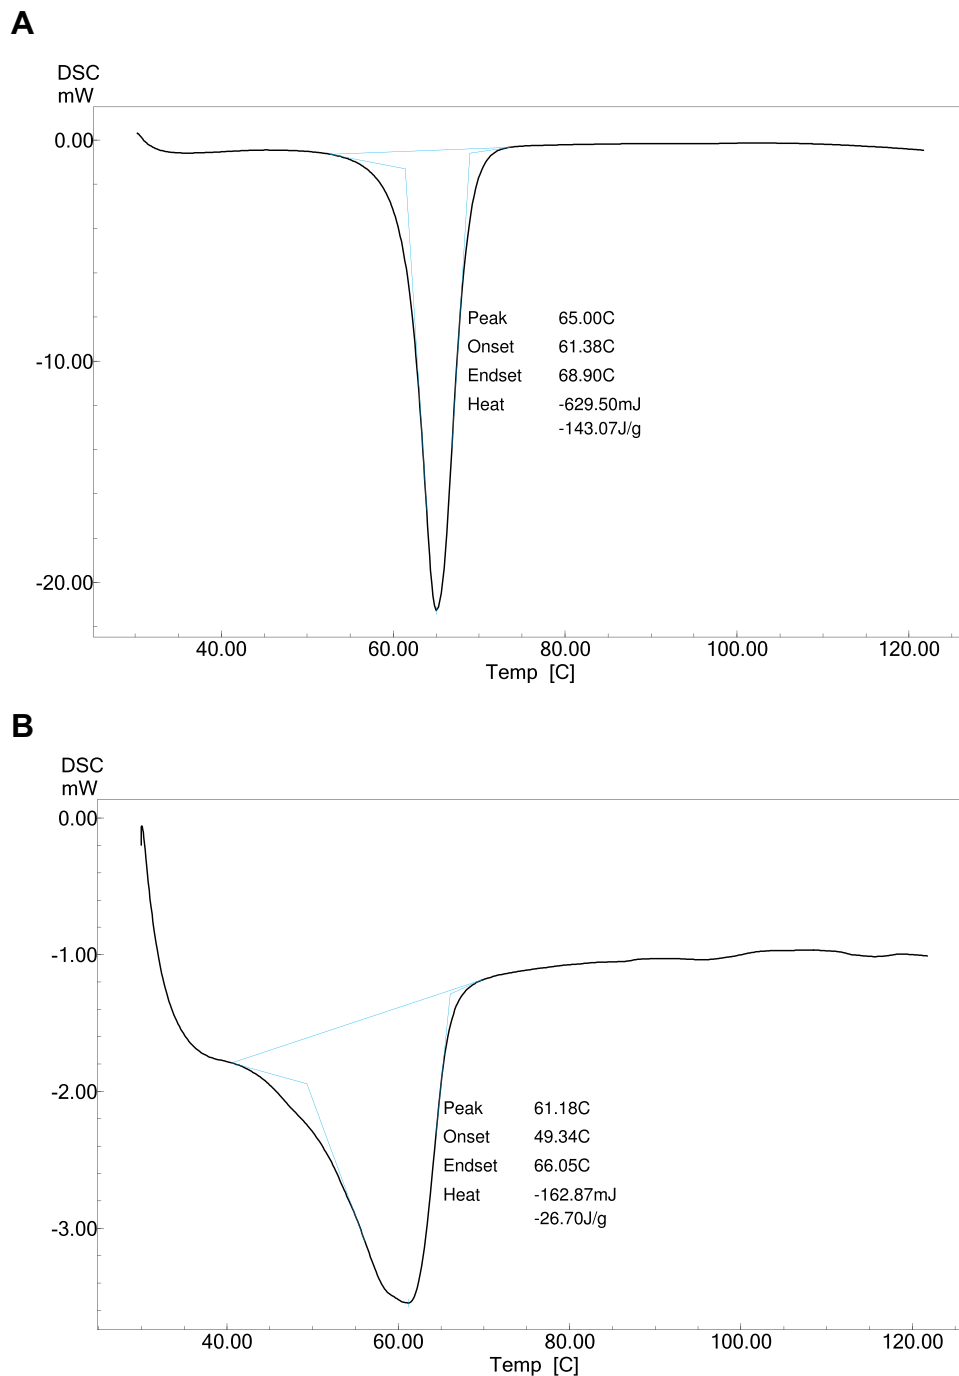 A
DSC
mW
0.00
-10.00
-20.00
Peak 65.00C
Onset 61.38C
Endset 68.90C
Heat -629.50mJ
-143.07J/g
40.00 60.00 80.00 100.00 120.00
Temp [C]
B
DSC
mW
0.00
-1.00
-2.00
-3.00
Peak 61.18C
Onset 49.34C
Endset 66.05C
Heat -162.87mJ
-26.70J/g
40.00 60.00 80.00 100.00 120.00
Temp [C]